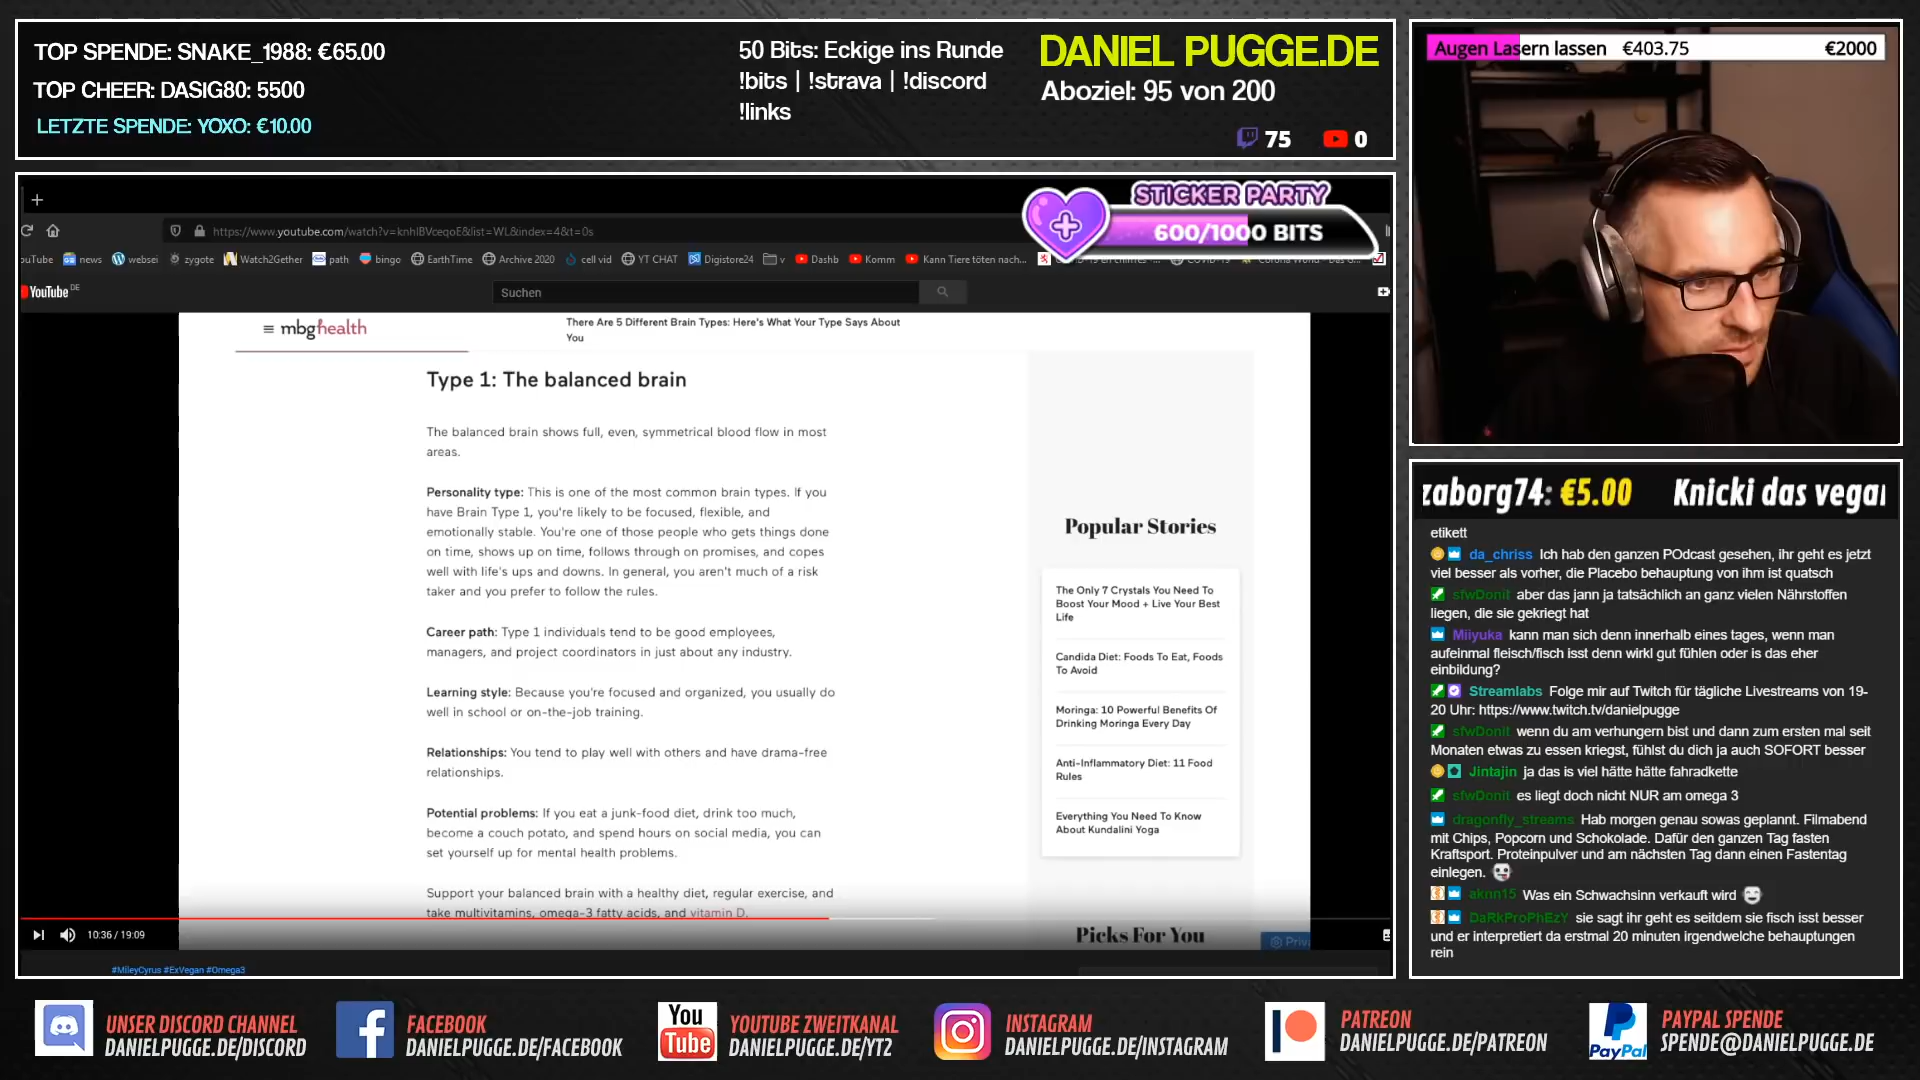 TOP SPENDE: SNAKE_1988: €65.00
TOP CHEER: DASIG80: 5500
LETZTE SPENDE: YOXO: €10.00
50 Bits: Eckige ins Runde
!bits | !strava | !discord
!links
DANIEL PUGGE.DE
Aboziel: 95 von 200
75
0
Augen Lasern lassen €403.75 €2000
STICKER PARTY
600/1000 BITS
https://www.youtube.com/watch?v=knhIBVceqoE&list=WL&index=4&t=0s
ouTube news websei zygote Watch2Gether path bingo EarthTime Archive 2020 cell vid YT CHAT Digistore24 v Dashb Komm Kann Tiere töten nach...
YouTube DE
Suchen
mbghealth
There Are 5 Different Brain Types: Here's What Your Type Says About
You
Type 1: The balanced brain
The balanced brain shows full, even, symmetrical blood flow in most
areas.
Personality type: This is one of the most common brain types. If you
have Brain Type 1, you're likely to be focused, flexible, and
emotionally stable. You're one of those people who gets things done
on time, shows up on time, follows through on promises, and copes
well with life's ups and downs. In general, you aren't much of a risk
taker and you prefer to follow the rules.
Career path: Type 1 individuals tend to be good employees,
managers, and project coordinators in just about any industry.
Learning style: Because you're focused and organized, you usually do
well in school or on-the-job training.
Relationships: You tend to play well with others and have drama-free
relationships.
Potential problems: If you eat a junk-food diet, drink too much,
become a couch potato, and spend hours on social media, you can
set yourself up for mental health problems.
Support your balanced brain with a healthy diet, regular exercise, and
take multivitamins, omega-3 fatty acids, and vitamin D.
Popular Stories
The Only 7 Crystals You Need To
Boost Your Mood + Live Your Best
Life
Candida Diet: Foods To Eat, Foods
To Avoid
Moringa: 10 Powerful Benefits Of
Drinking Moringa Every Day
Anti-Inflammatory Diet: 11 Food
Rules
Everything You Need To Know
About Kundalini Yoga
Picks For You
Priv
10:36 / 19:09
#MileyCyrus #ExVegan #Omega3
zaborg74: €5.00 Knicki das vegan
etikett
da_chriss Ich hab den ganzen POdcast gesehen, ihr geht es jetzt
viel besser als vorher, die Placebo behauptung von ihm ist quatsch
sfwDonit aber das jann ja tatsächlich an ganz vielen Nährstoffen
liegen, die sie gekriegt hat
Miiyuka kann man sich denn innerhalb eines tages, wenn man
aufeinmal fleisch/fisch isst denn wirkl gut fühlen oder is das eher
einbildung?
Streamlabs Folge mir auf Twitch für tägliche Livestreams von 19-
20 Uhr: https://www.twitch.tv/danielpugge
sfwDonit wenn du am verhungern bist und dann zum ersten mal seit
Monaten etwas zu essen kriegst, fühlst du dich ja auch SOFORT besser
Jintajin ja das is viel hätte hätte fahradkette
sfwDonit es liegt doch nicht NUR am omega 3
dragonfly_streams Hab morgen genau sowas geplannt. Filmabend
mit Chips, Popcorn und Schokolade. Dafür den ganzen Tag fasten
Kraftsport. Proteinpulver und am nächsten Tag dann einen Fastentag
einlegen.
aknn15 Was ein Schwachsinn verkauft wird
DaRkProPhEzY sie sagt ihr geht es seitdem sie fisch isst besser
und er interpretiert da erstmal 20 minuten irgendwelche behauptungen
rein
UNSER DISCORD CHANNEL
DANIELPUGGE.DE/DISCORD
FACEBOOK
DANIELPUGGE.DE/FACEBOOK
You
Tube
YOUTUBE ZWEITKANAL
DANIELPUGGE.DE/YT2
INSTAGRAM
DANIELPUGGE.DE/INSTAGRAM
PATREON
DANIELPUGGE.DE/PATREON
PayPal
PAYPAL SPENDE
SPENDE@DANIELPUGGE.DE